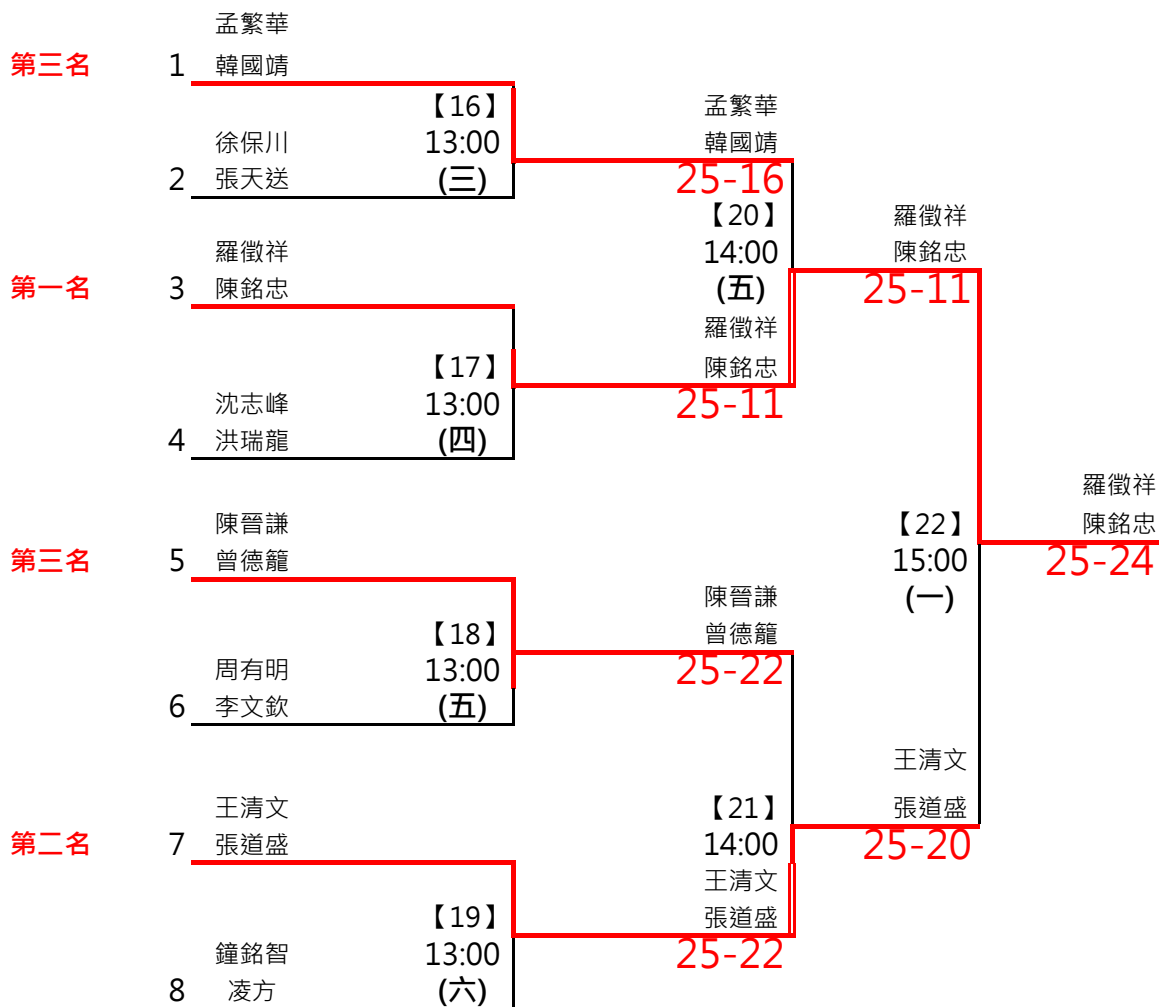 孟繁華
第三名 1 韓國靖
【16】 孟繁華
徐保川 13:00 韓國靖
2 張天送 (三) 25-16
【20】 羅徵祥
羅徵祥 14:00 陳銘忠
第一名 3 陳銘忠 (五) 25-11
羅徵祥
【17】 陳銘忠
沈志峰 13:00 25-11
4 洪瑞龍 (四)
羅徵祥
陳晉謙 【22】 陳銘忠
第三名 5 曾德籠 15:00 25-24
陳晉謙 (一)
【18】 曾德籠
周有明 13:00 25-22
6 李文欽 (五)
王清文
王清文 【21】 張道盛
第二名 7 張道盛 14:00 25-20
王清文
【19】 張道盛
鐘銘智 13:00 25-22
8 凌方 (六)